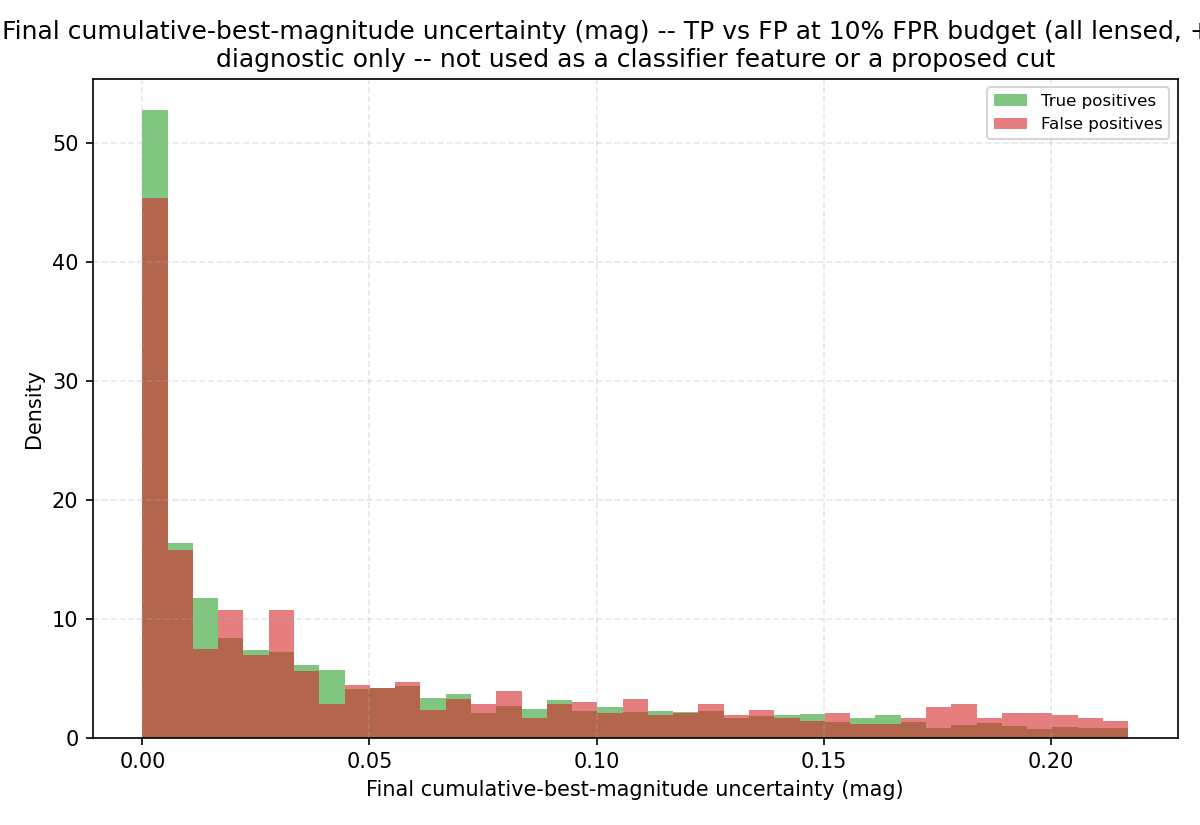 Final cumulative-best-magnitude uncertainty (mag) -- TP vs FP at 10% FPR budget (all lensed, +
diagnostic only -- not used as a classifier feature or a proposed cut
True positives
False positives
50
40
30
20
10
0
Density
0.00 0.05 0.10 0.15 0.20
Final cumulative-best-magnitude uncertainty (mag)